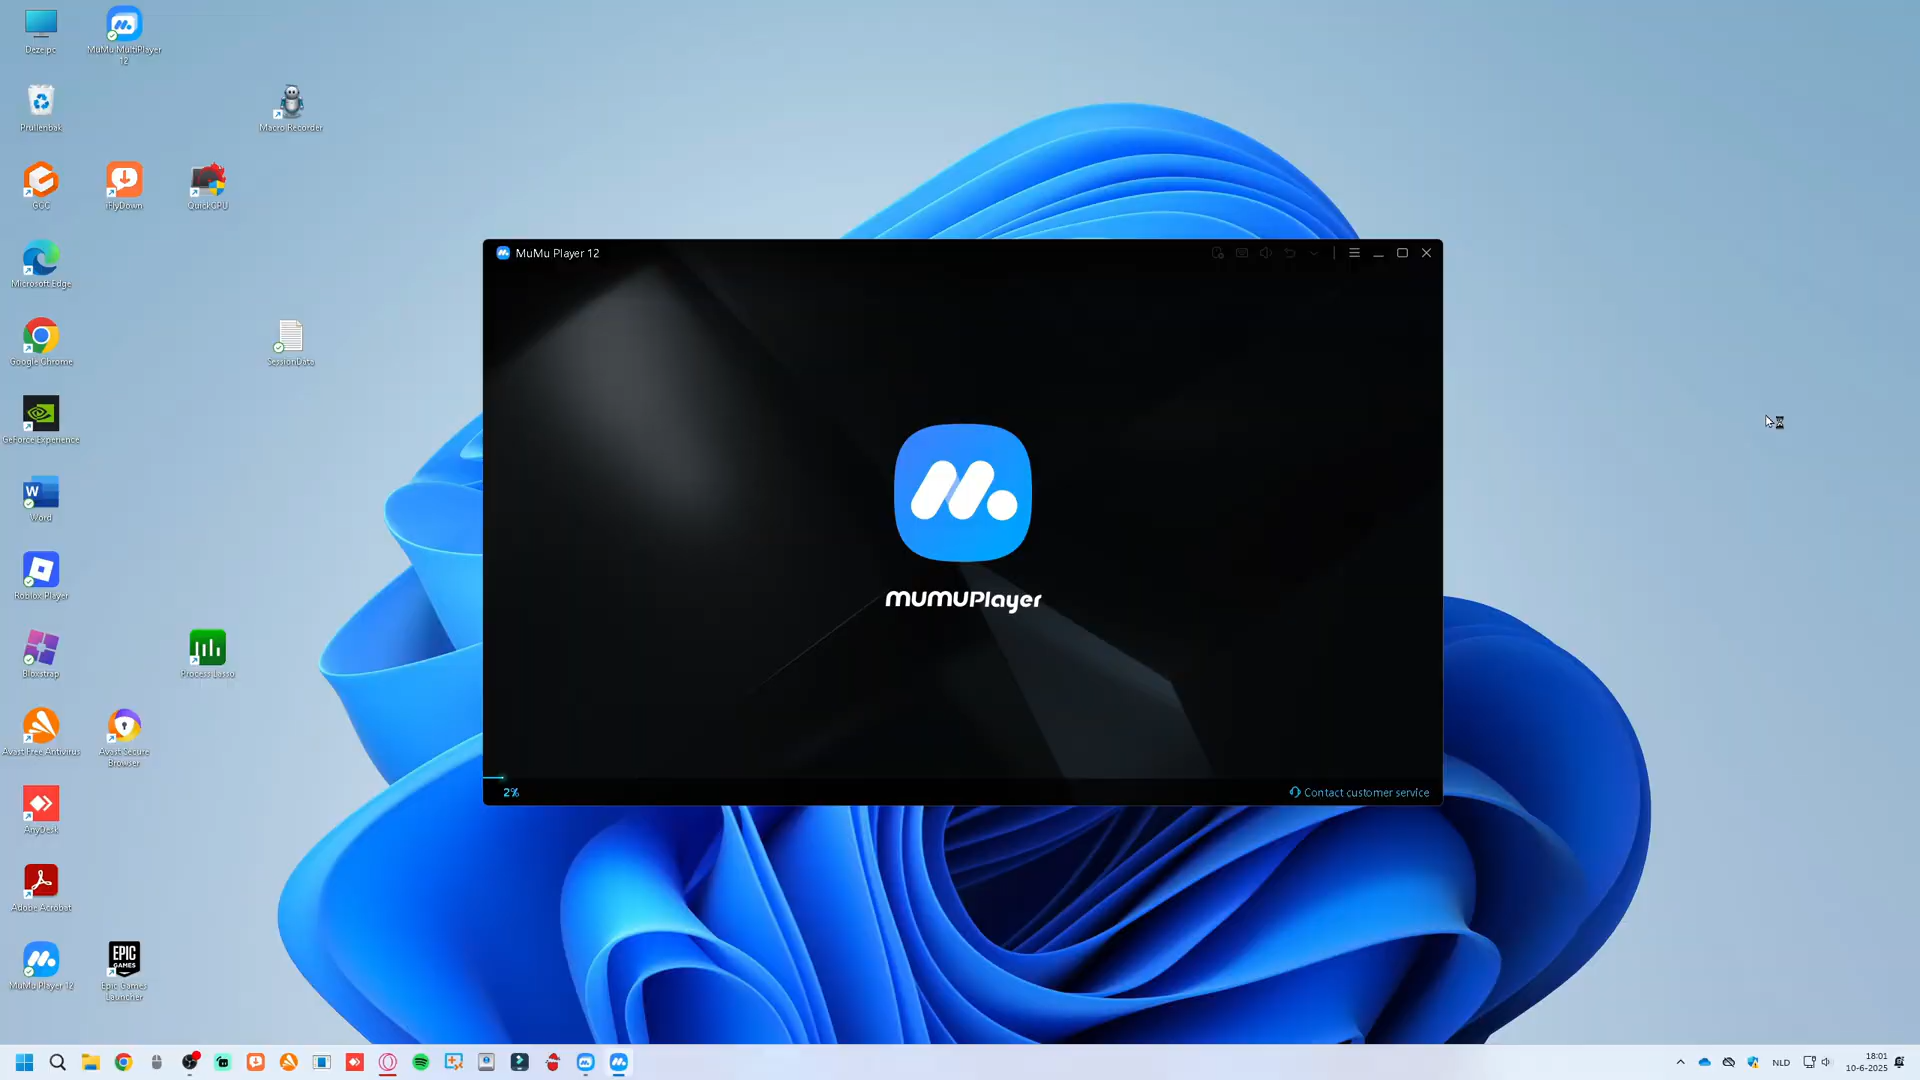 Deze pc
MuMu MultiPlayer
12
Prullenbak
Macro Recorder
GCC
iFlyDown
QuickCPU
Microsoft Edge
Google Chrome
SessionData
GeForce Experience
Word
Roblox Player
Bloxstrap
Process Lasso
Avast Free Antivirus
Avast Secure
Browser
AnyDesk
Adobe Acrobat
MuMu Player 12
EPIC
GAMES
Epic Games
Launcher
MuMu Player 12
MUMUPlayer
2%
Contact customer service
NLD
18:01
10-6-2025